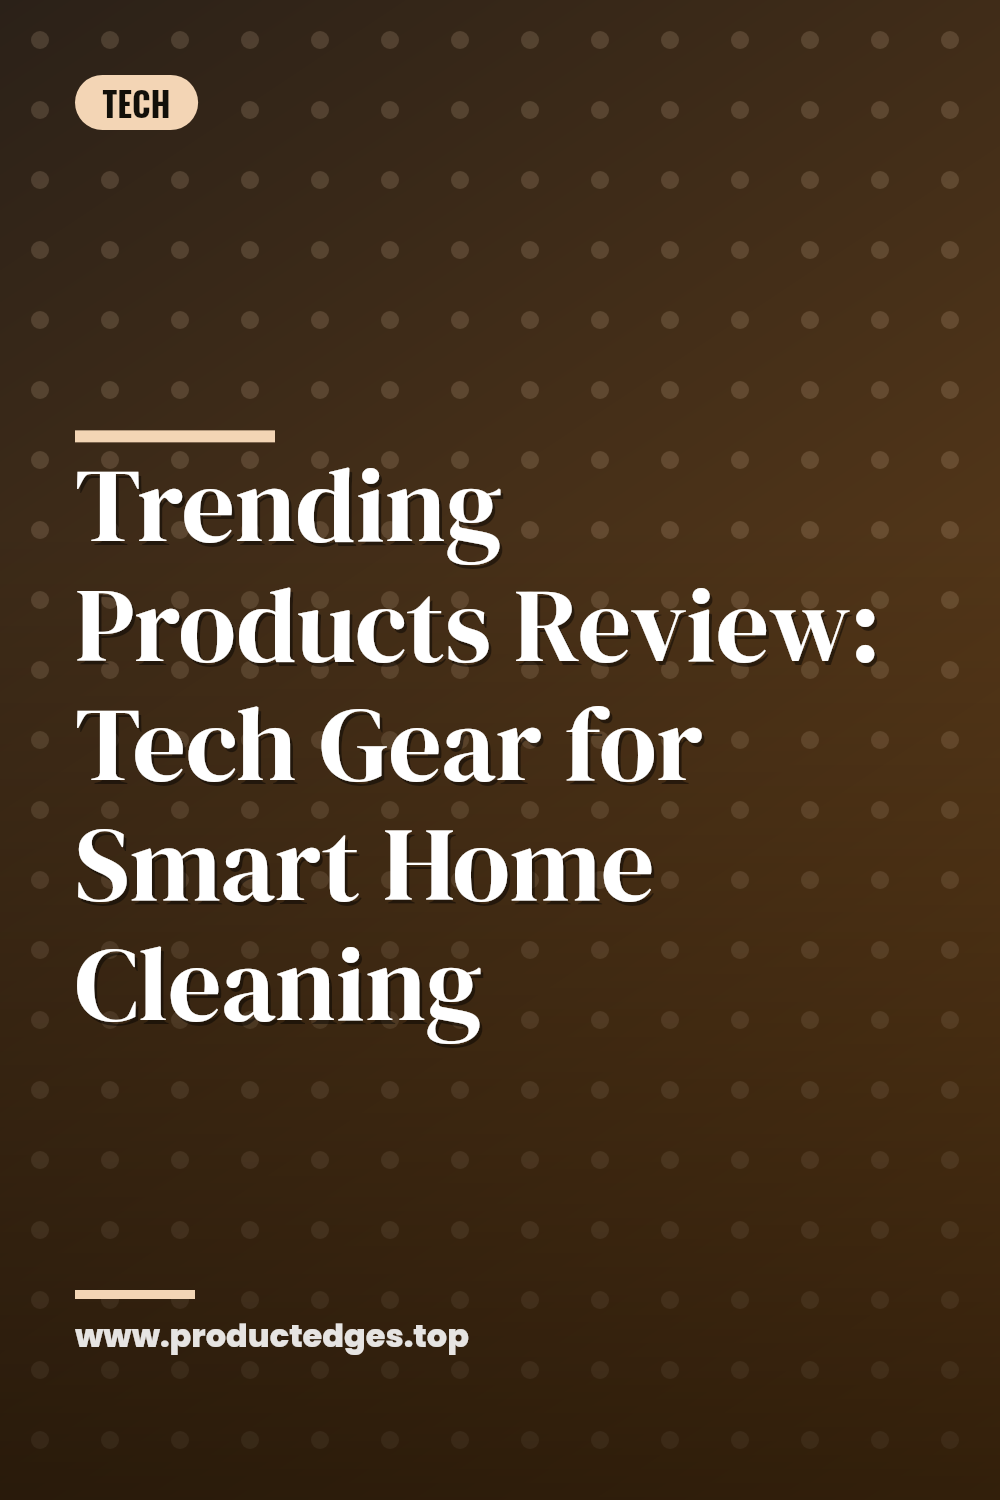 TECH
Trending
Products Review:
Tech Gear for
Smart Home
Cleaning
www.productedges.top